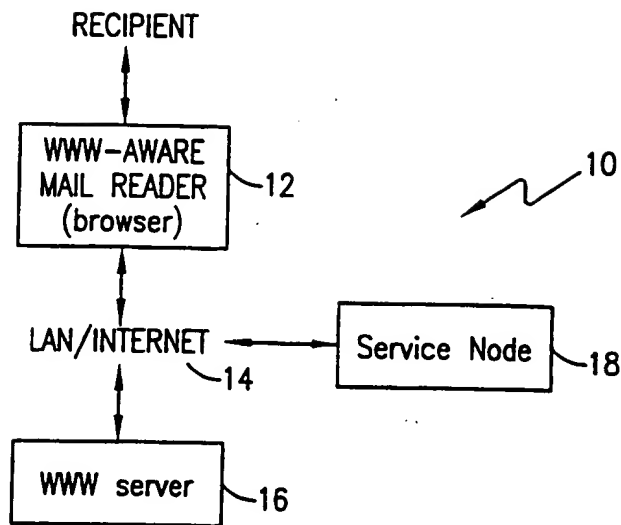 RECIPIENT
WWW-AWARE
MAIL READER
(browser)
12
10
LAN/INTERNET
14
Service Node
18
WWW server
16